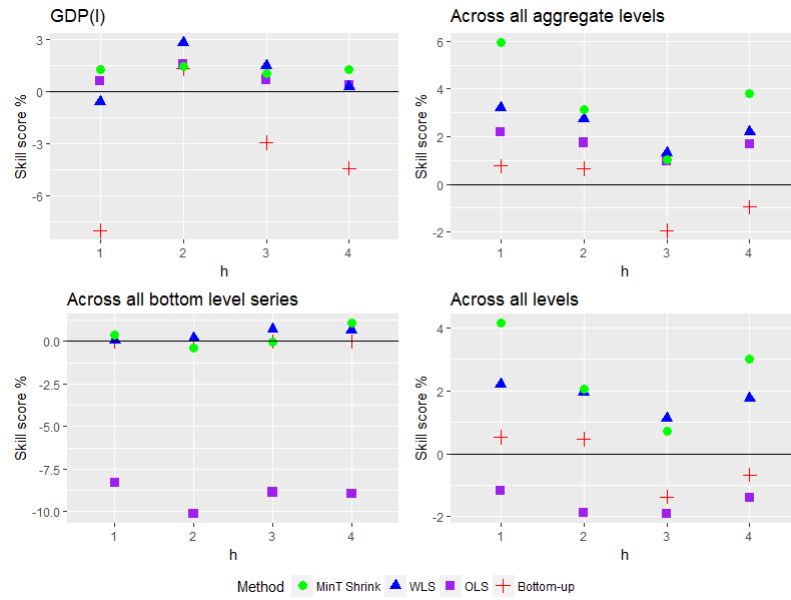 GDP(I)
Skill score %
3
0
-3
-6
1 2 3 4
h
Across all aggregate levels
Skill score %
6
4
2
0
-2
1 2 3 4
h
Across all bottom level series
Skill score %
0.0
-2.5
-5.0
-7.5
-10.0
1 2 3 4
h
Across all levels
Skill score %
4
2
0
-2
1 2 3 4
h
Method MinT Shrink WLS OLS Bottom-up